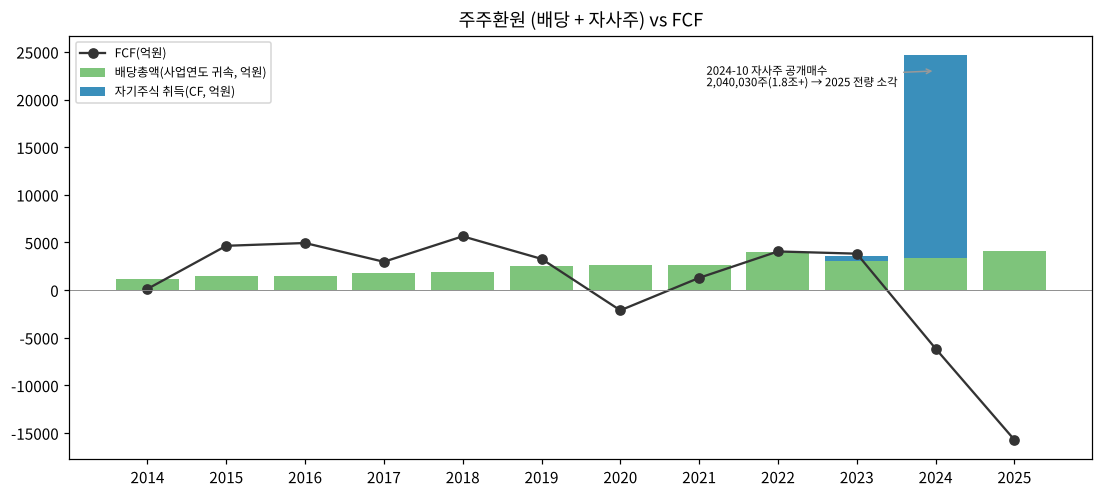 주주환원 (배당 + 자사주) vs FCF
FCF(억원)
배당총액(사업연도 귀속, 억원)
자기주식 취득(CF, 억원)
2024-10 자사주 공개매수
2,040,030주(1.8조+) → 2025 전량 소각
25000
20000
15000
10000
5000
0
-5000
-10000
-15000
2014 2015 2016 2017 2018 2019 2020 2021 2022 2023 2024 2025